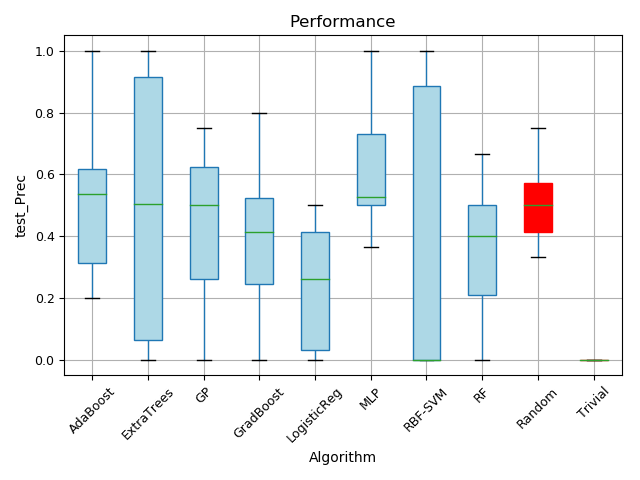 Performance
test_Prec
1.0
0.8
0.6
0.4
0.2
0.0
AdaBoost
ExtraTrees
GP
GradBoost
LogisticReg
MLP
RBF-SVM
RF
Random
Trivial
Algorithm